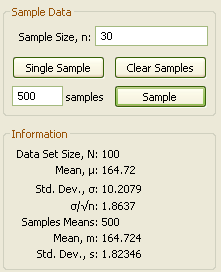 Sample Data
Sample Size, n: 30
Single Sample Clear Samples
500 samples Sample
Information
Data Set Size, N: 100
Mean, μ: 164.72
Std. Dev., σ: 10.2079
σ/√n: 1.8637
Samples Means: 500
Mean, m: 164.724
Std. Dev., s: 1.82346